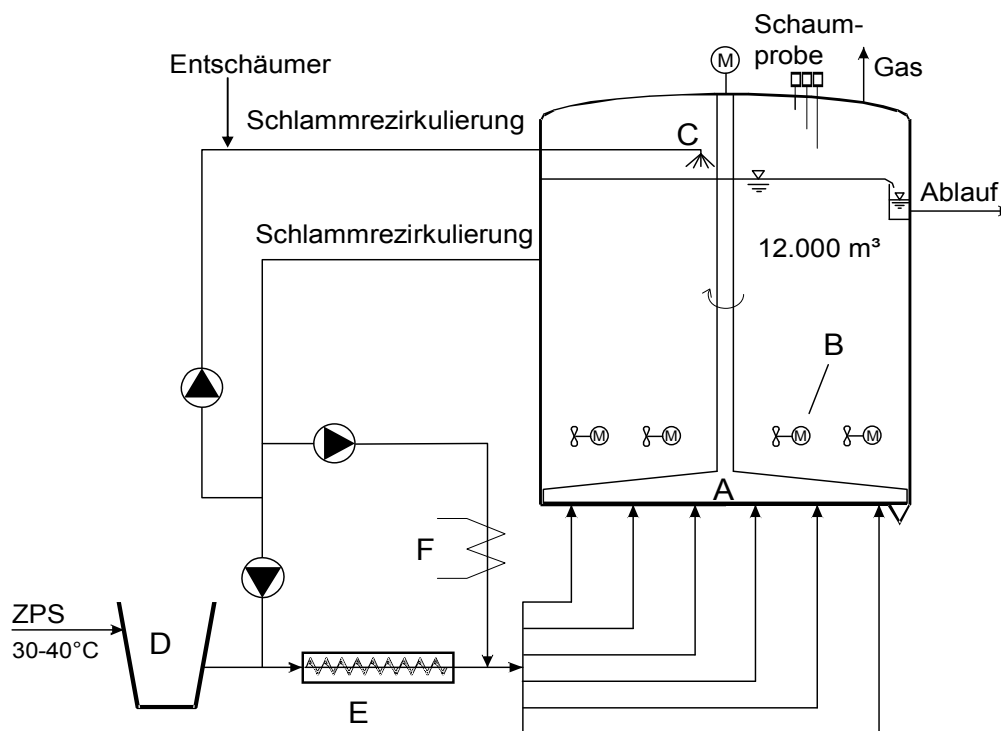 Schaum-
probe
M
Gas
Entschäumer
Schlammrezirkulierung
C
Ablauf
Schlammrezirkulierung
12.000 m³
B
M
M
M
M
A
F
ZPS
30-40°C
D
E